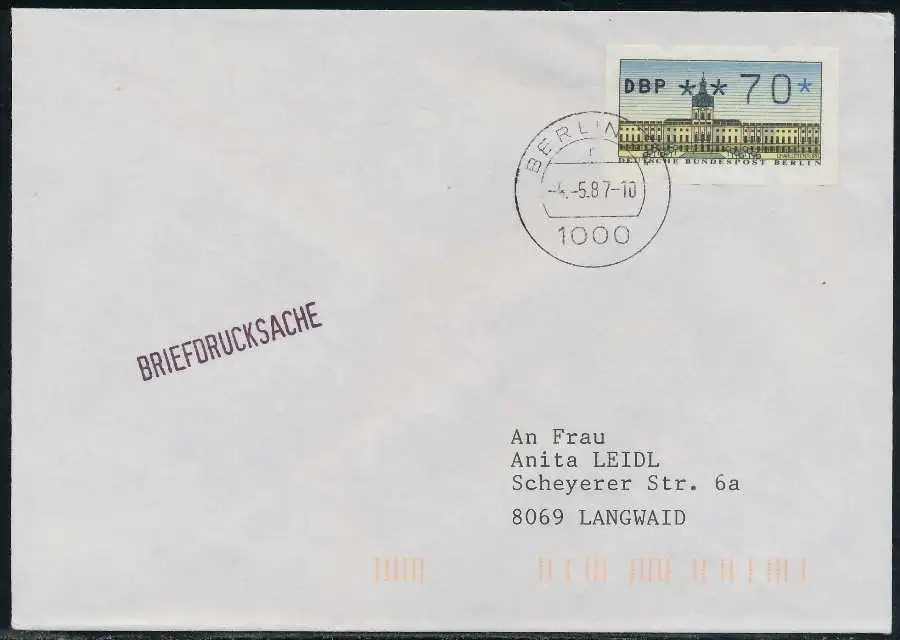 DBP ** 70*
DEUTSCHE BUNDESPOST BERLIN
BERLIN
r
-4.-5.87-10
1000
BRIEFDRUCKSACHE
An Frau
Anita LEIDL
Scheyerer Str. 6a
8069 LANGWAID